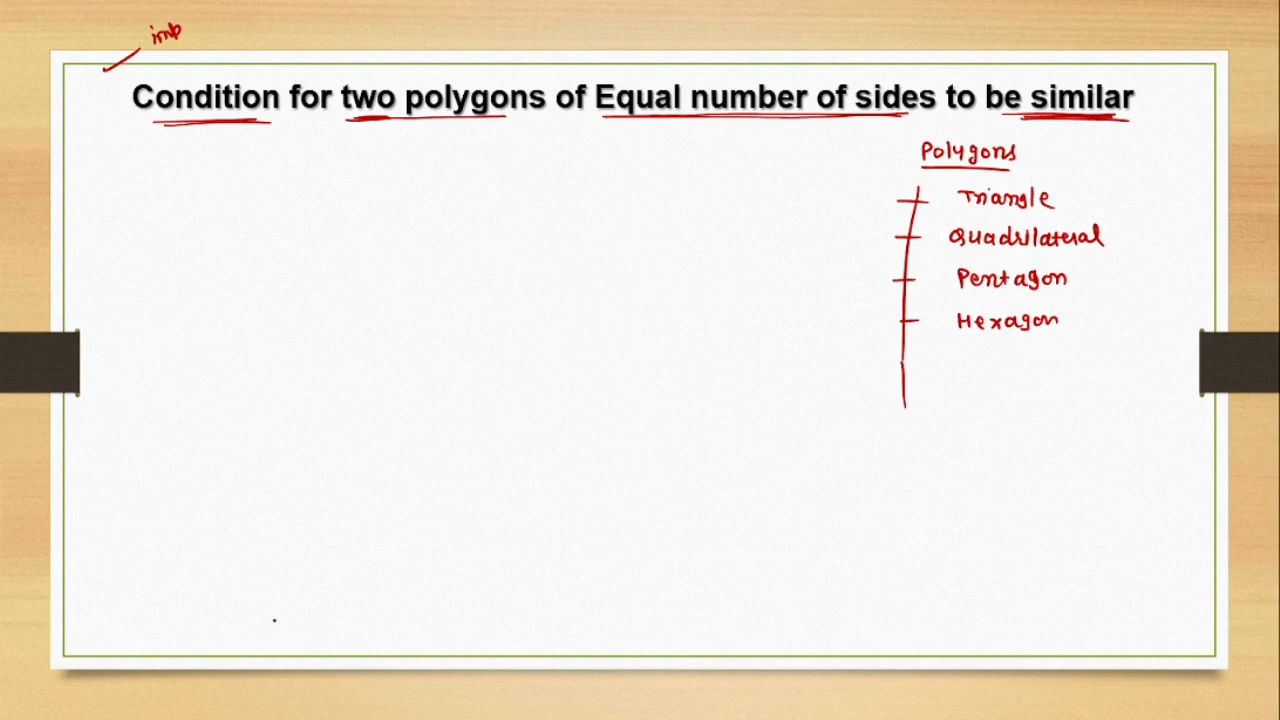 imp
Condition for two polygons of Equal number of sides to be similar
Polygons
Triangle
Quadrilateral
Pentagon
Hexagon